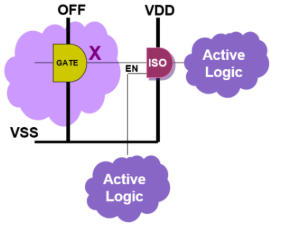 OFF
VDD
X
GATE
ISO
EN
Active
Logic
VSS
Active
Logic